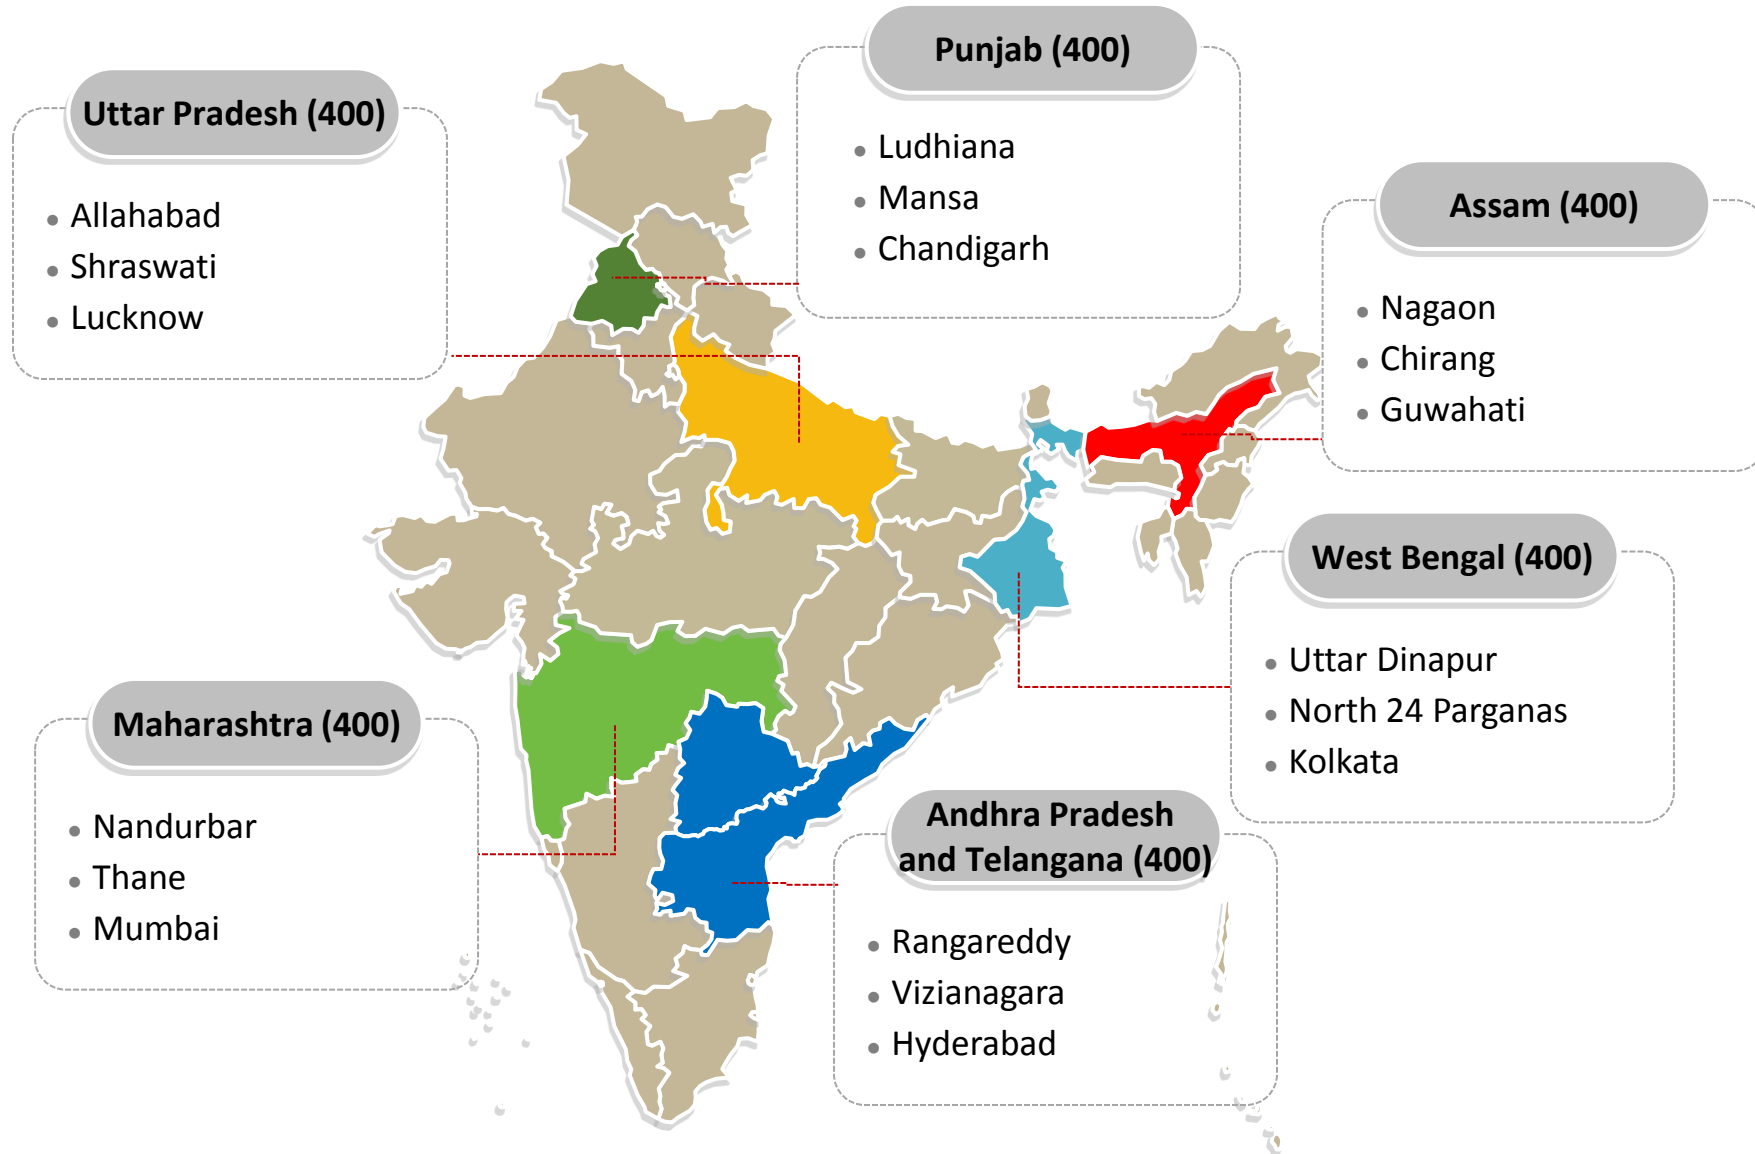 Punjab (400)
• Ludhiana
• Mansa
• Chandigarh
Uttar Pradesh (400)
• Allahabad
• Shraswati
• Lucknow
Assam (400)
• Nagaon
• Chirang
• Guwahati
West Bengal (400)
• Uttar Dinapur
• North 24 Parganas
• Kolkata
Maharashtra (400)
• Nandurbar
• Thane
• Mumbai
Andhra Pradesh
and Telangana (400)
• Rangareddy
• Vizianagara
• Hyderabad